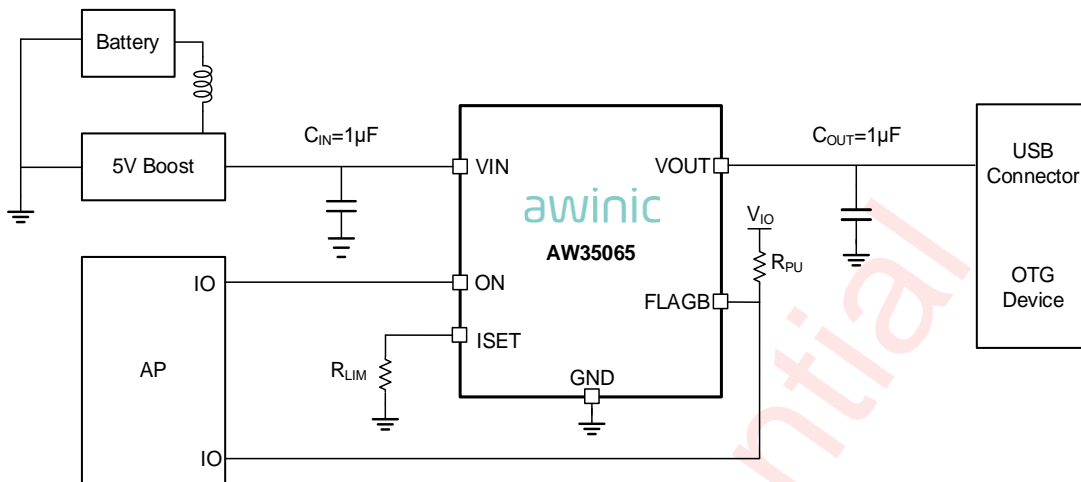 Battery
5V Boost
C_IN=1µF
VIN
VOUT
C_OUT=1µF
USB
Connector
OTG
Device
awinic
AW35065
V_IO
R_PU
IO
ON
FLAGB
ISET
AP
R_LIM
GND
IO